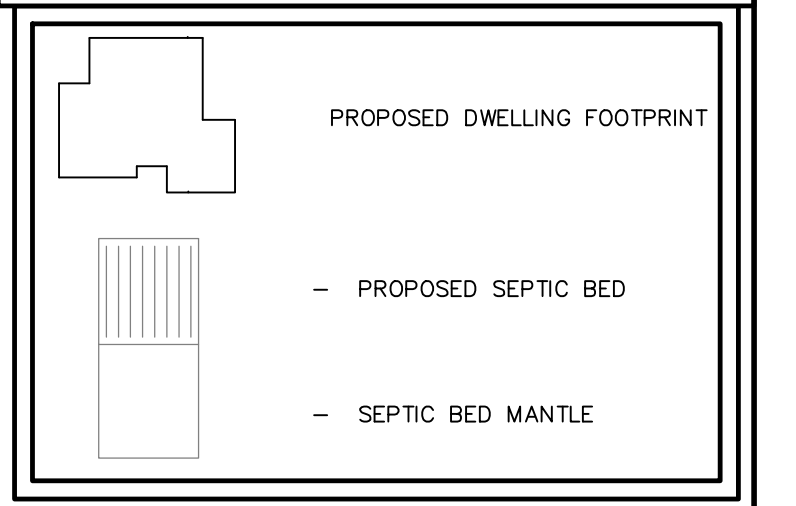 PROPOSED DWELLING FOOTPRINT
– PROPOSED SEPTIC BED
– SEPTIC BED MANTLE